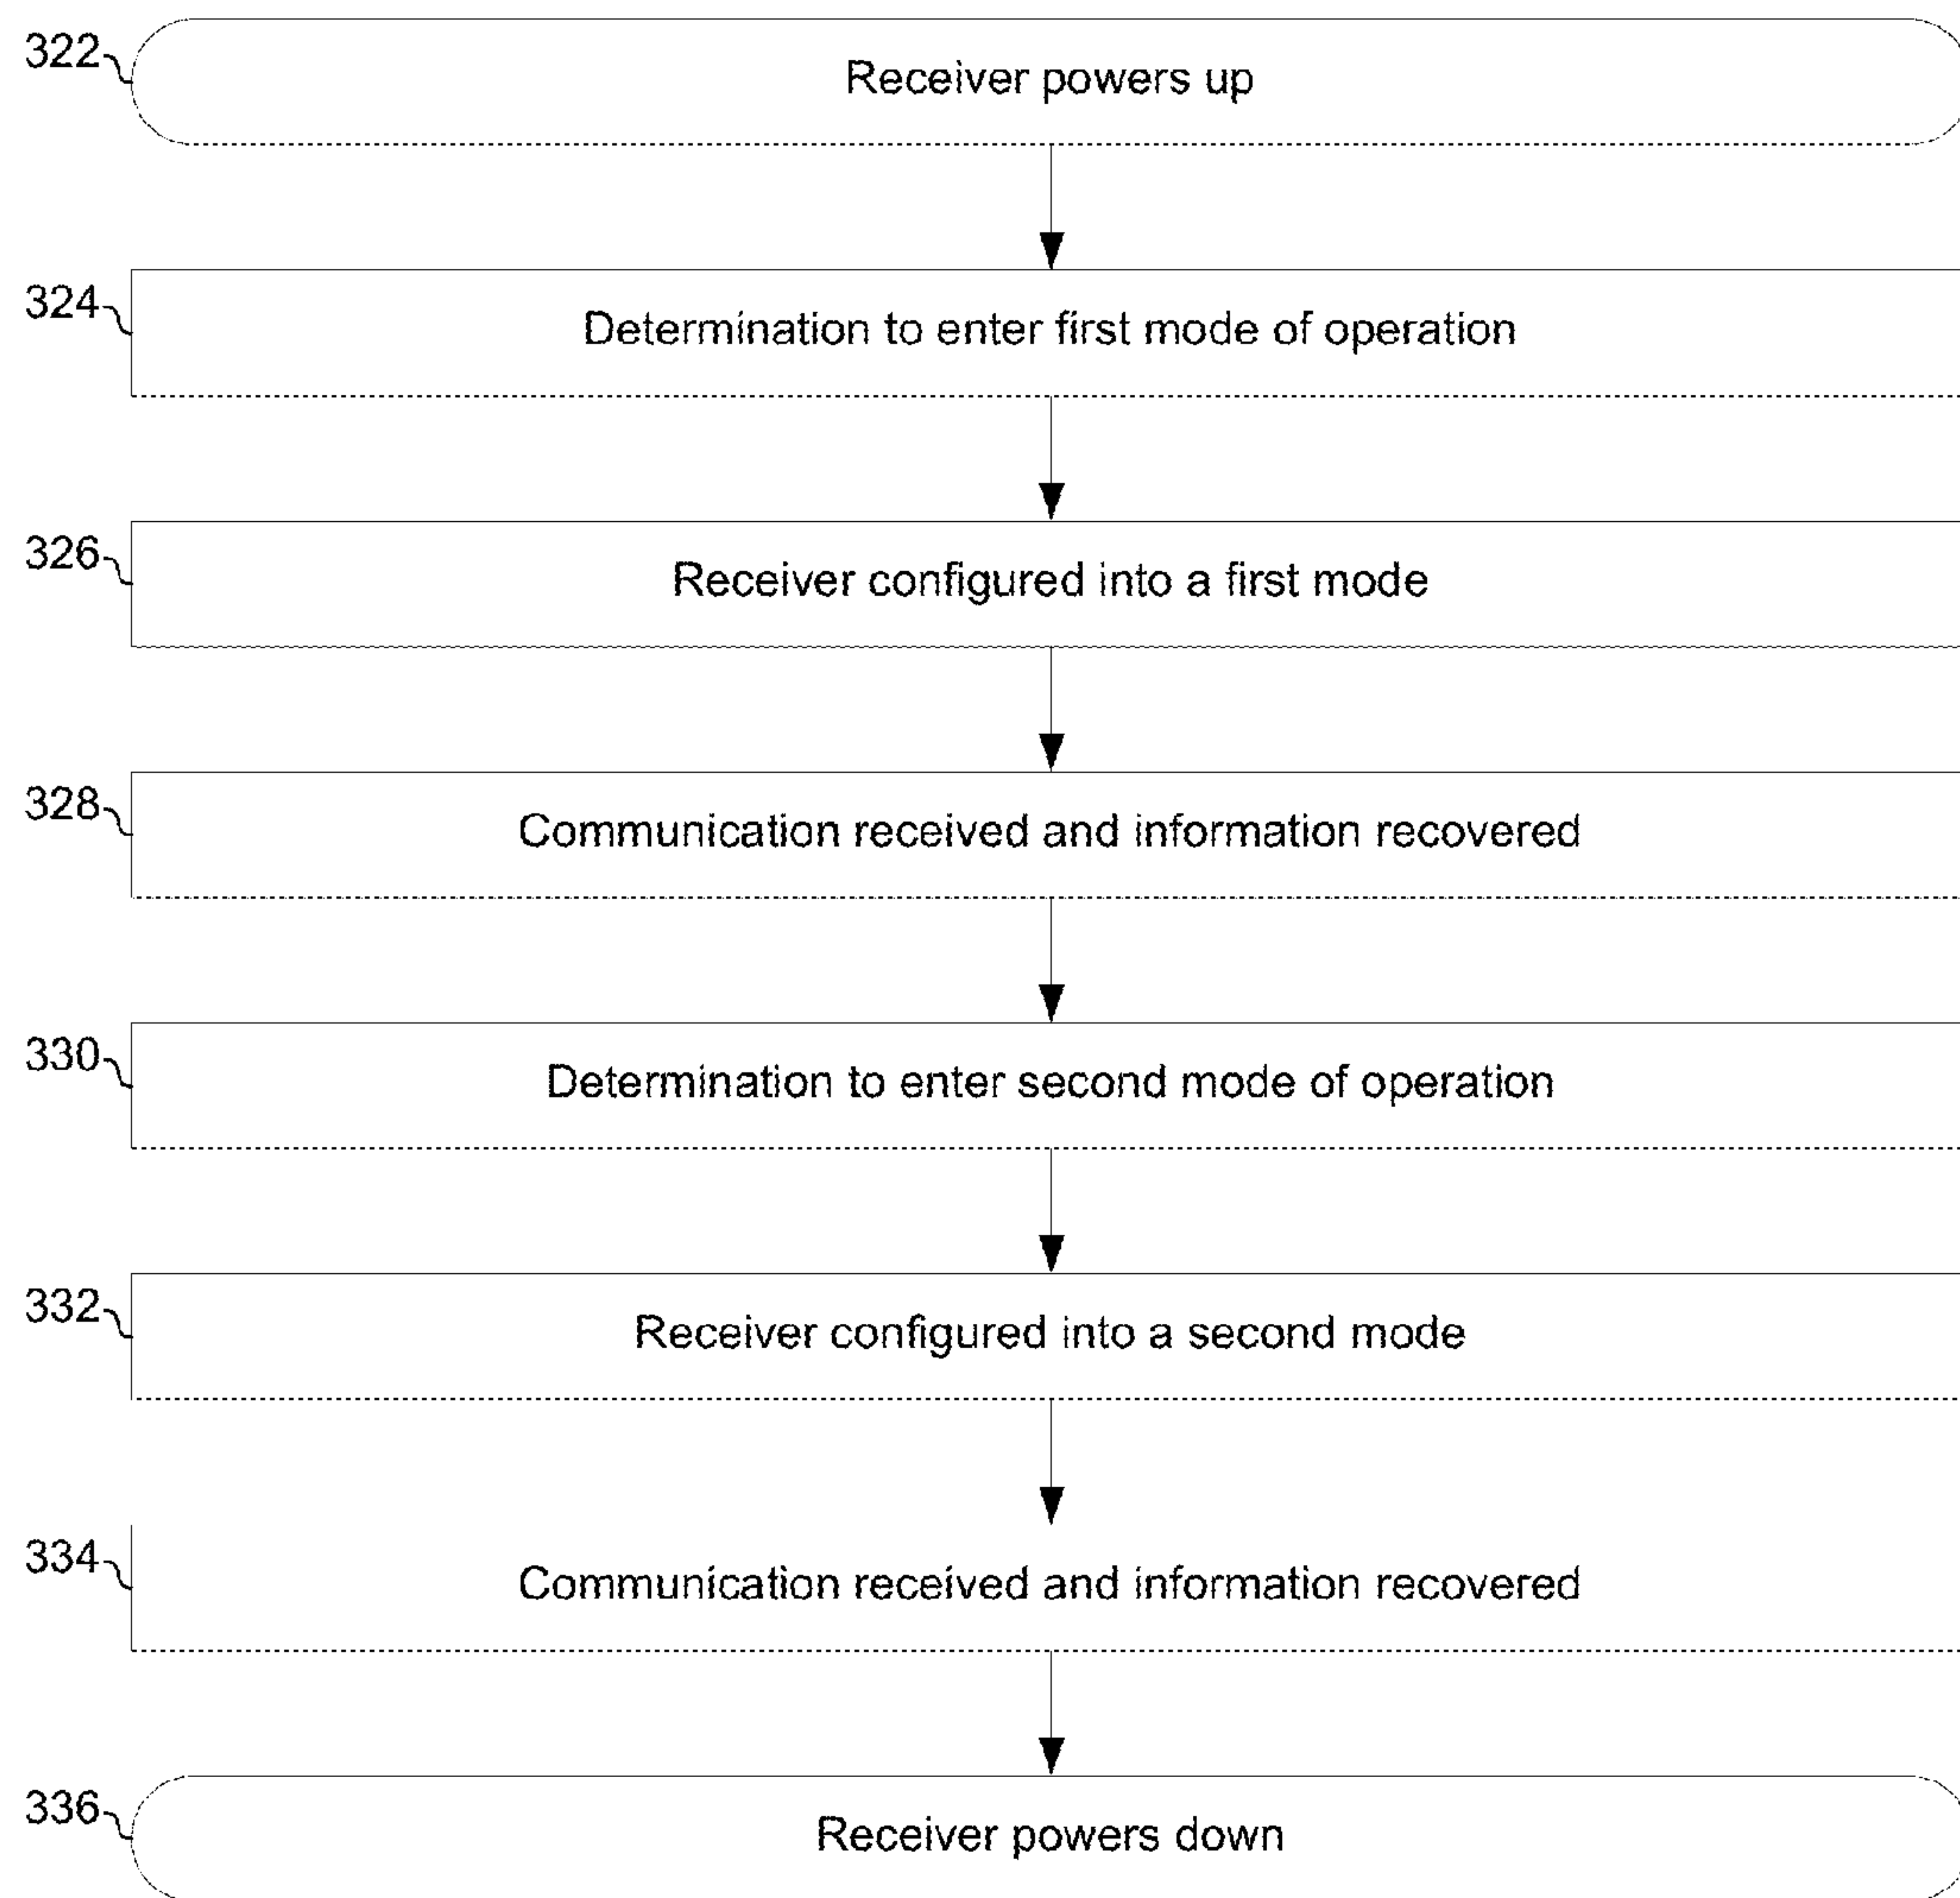 322
Receiver powers up
324
Determination to enter first mode of operation
326
Receiver configured into a first mode
328
Communication received and information recovered
330
Determination to enter second mode of operation
332
Receiver configured into a second mode
334
Communication received and information recovered
336
Receiver powers down